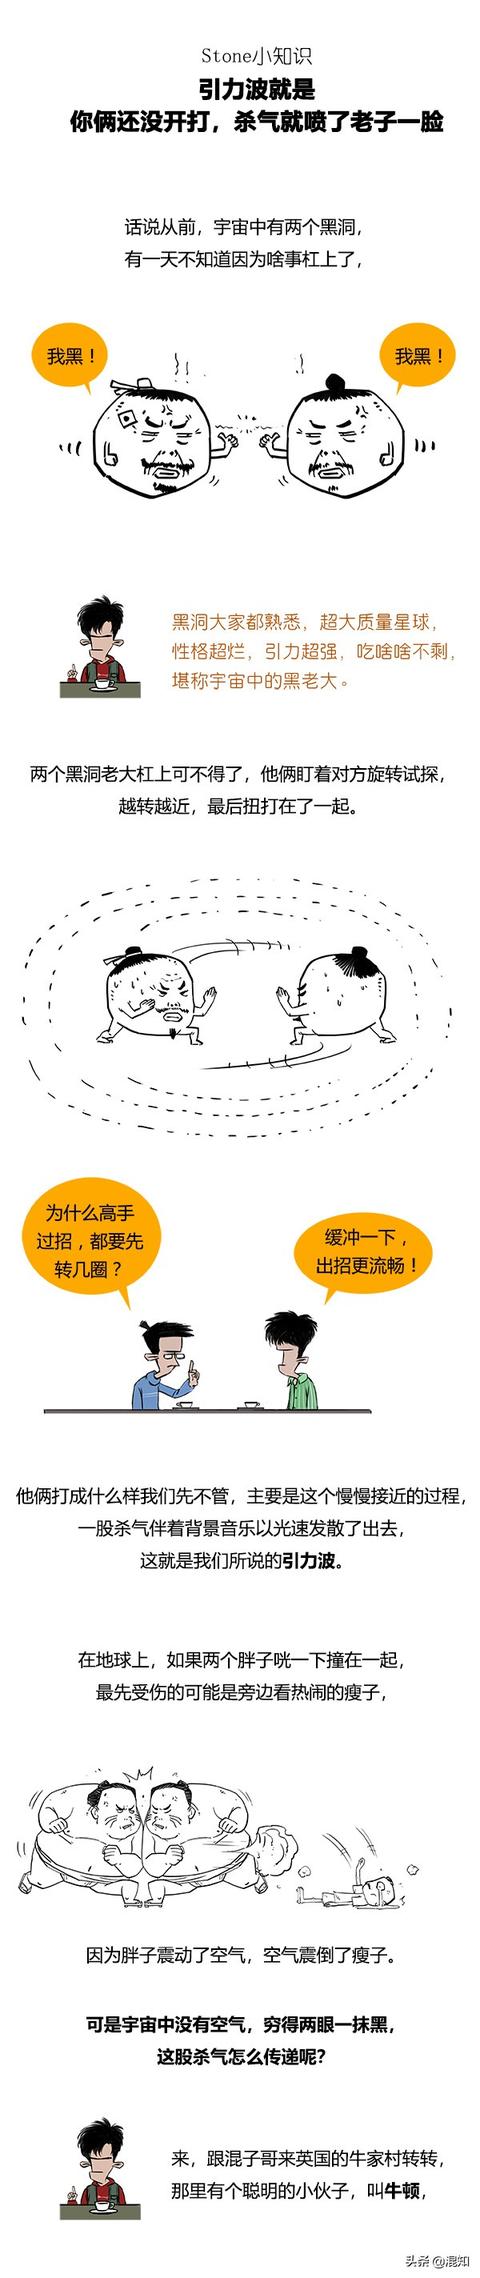 Stone小知识
引力波就是
你俩还没开打，杀气就喷了老子一脸
话说从前，宇宙中有两个黑洞，
有一天不知道因为啥事杠上了，
我黑！
我黑！
黑洞大家都熟悉，超大质量星球，
性格超烂，引力超强，吃啥啥不剩，
堪称宇宙中的黑老大。
两个黑洞老大杠上可不得了，他俩盯着对方旋转试探，
越转越近，最后扭打在了一起。
为什么高手
过招，都要先
转几圈？
缓冲一下，
出招更流畅！
他俩打成什么样我们先不管，主要是这个慢慢接近的过程，
一股杀气伴着背景音乐以光速发散了出去，
这就是我们所说的引力波。
在地球上，如果两个胖子咣一下撞在一起，
最先受伤的可能是旁边看热闹的瘦子，
因为胖子震动了空气，空气震倒了瘦子。
可是宇宙中没有空气，穷得两眼一抹黑，
这股杀气怎么传递呢？
来，跟混子哥来英国的牛家村转转，
那里有个聪明的小伙子，叫牛顿，
头条 @混知